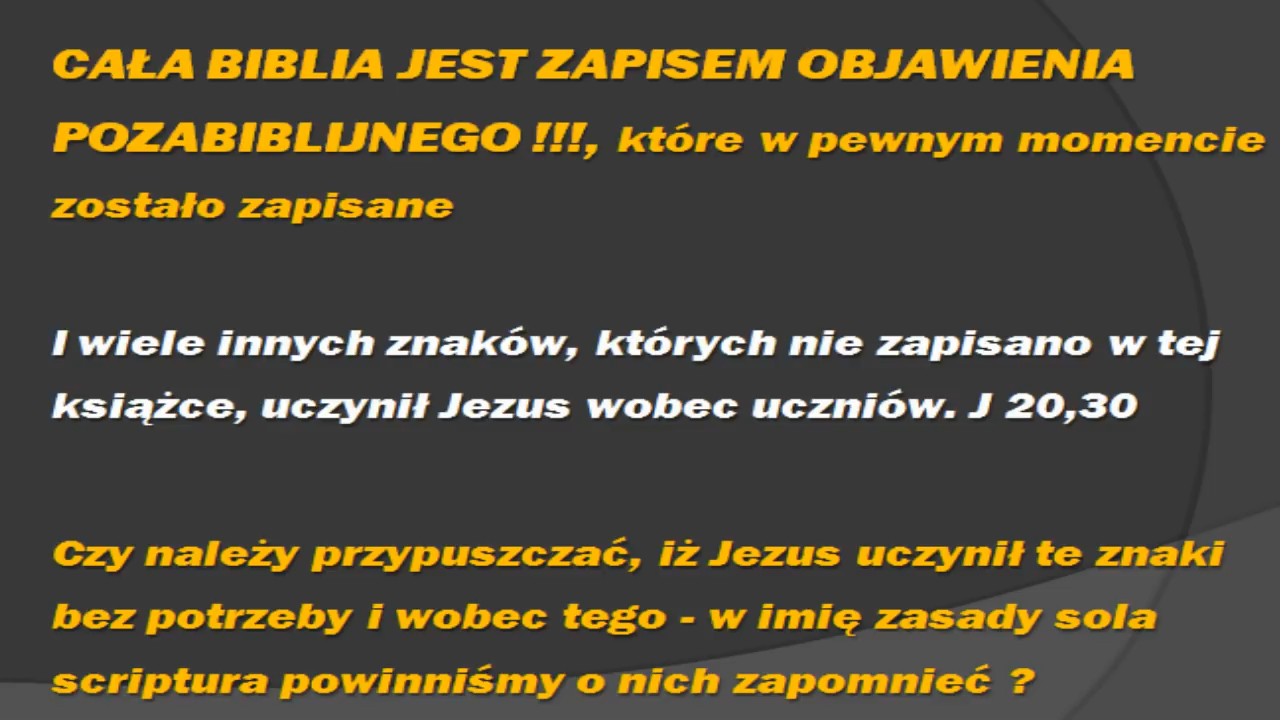 CAŁA BIBLIA JEST ZAPISEM OBJAWIENIA
POZABIBLIJNEGO !!!, które w pewnym momencie
zostało zapisane
I wiele innych znaków, których nie zapisano w tej
książce, uczynił Jezus wobec uczniów. J 20,30
Czy należy przypuszczać, iż Jezus uczynił te znaki
bez potrzeby i wobec tego - w imię zasady sola
scriptura powinniśmy o nich zapomnieć ?